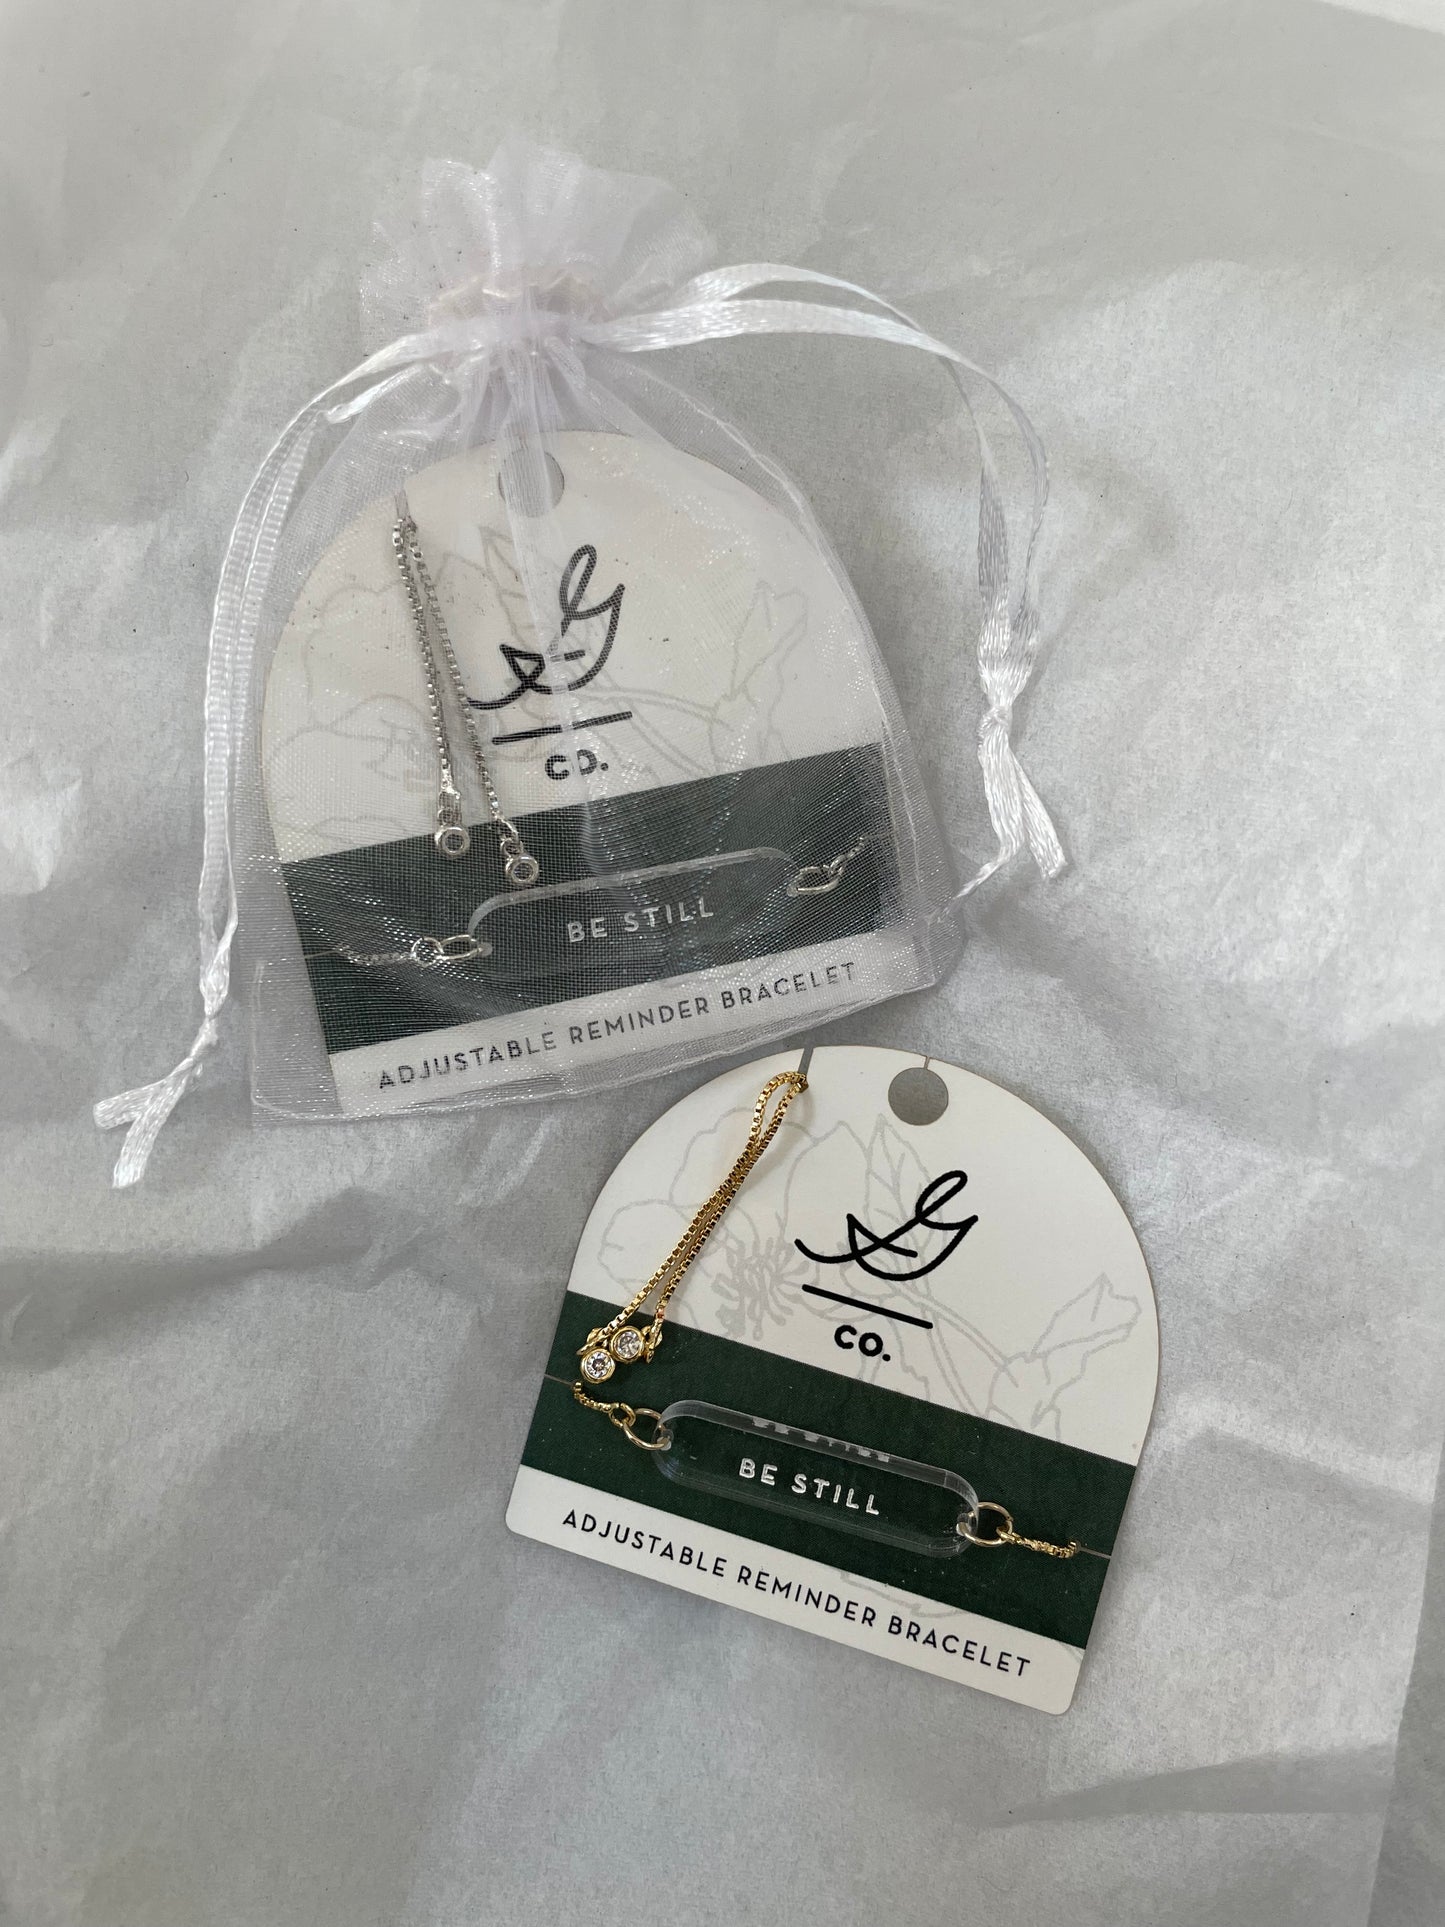 CO.
BE STILL
ADJUSTABLE REMINDER BRACELET
CO.
BE STILL
ADJUSTABLE REMINDER BRACELET